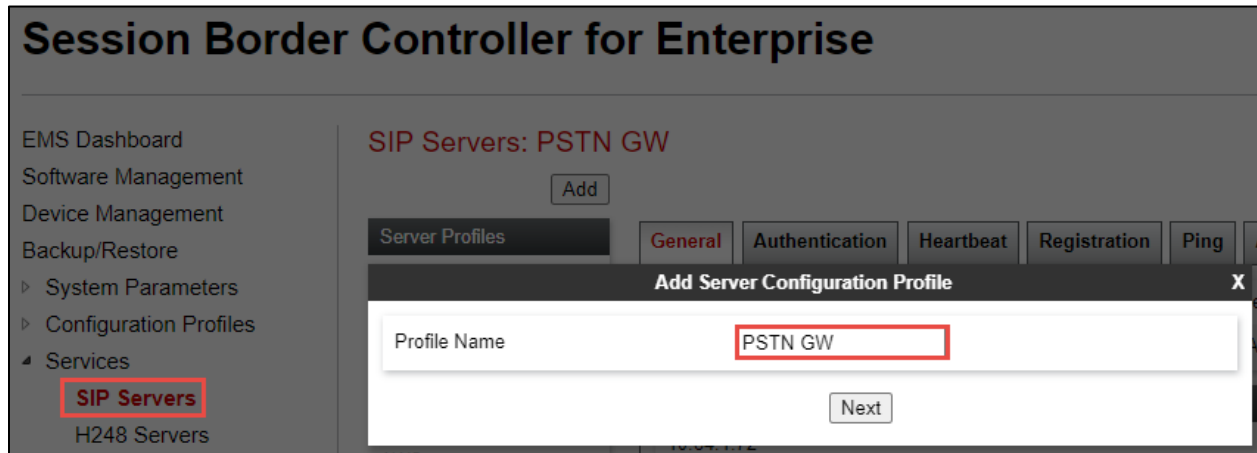 Session Border Controller for Enterprise
EMS Dashboard
Software Management
Device Management
Backup/Restore
System Parameters
Configuration Profiles
Services
SIP Servers
H248 Servers
SIP Servers: PSTN GW
Add
Server Profiles
General Authentication Heartbeat Registration Ping
Add Server Configuration Profile X
Profile Name PSTN GW
Next